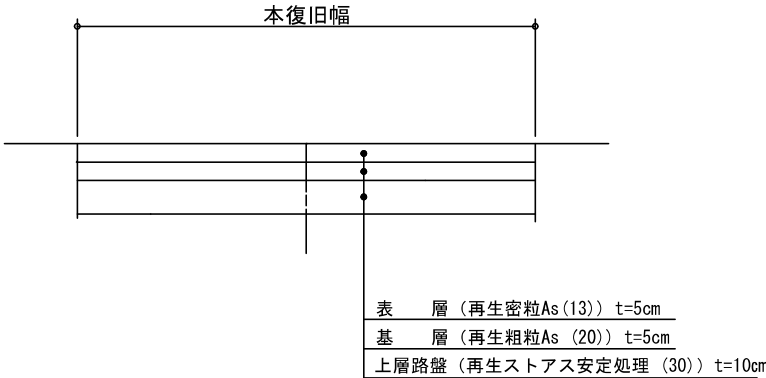 本復旧幅
表　　層（再生密粒As(13)）t=5cm
基　　層（再生粗粒As (20)）t=5cm
上層路盤（再生ストアス安定処理 (30)）t=10cm